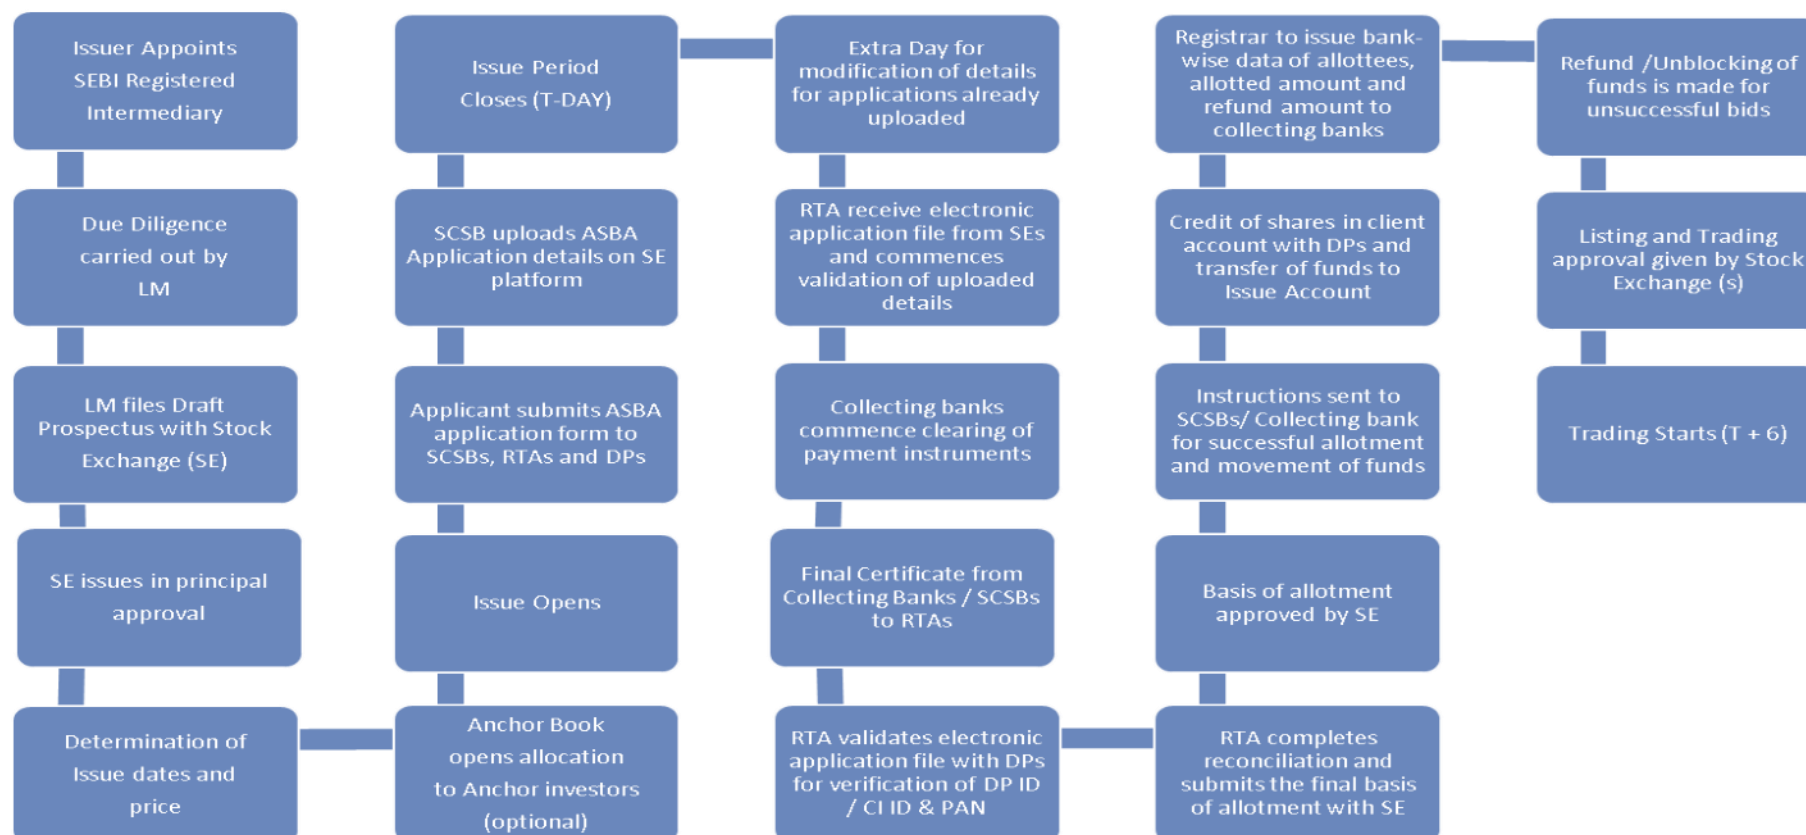 Issuer Appoints
SEBI Registered
Intermediary
Due Diligence
carried out by
LM
LM files Draft
Prospectus with Stock
Exchange (SE)
SE issues in principal
approval
Determination of
Issue dates and
price
Anchor Book
opens allocation
to Anchor investors
(optional)
Issue Opens
Applicant submits ASBA
application form to
SCSBs, RTAs and DPs
SCSB uploads ASBA
Application details on SE
platform
Issue Period
Closes (T-DAY)
Extra Day for
modification of details
for applications already
uploaded
RTA receive electronic
application file from SEs
and commences
validation of uploaded
details
Collecting banks
commence clearing of
payment instruments
Final Certificate from
Collecting Banks / SCSBs
to RTAs
RTA validates electronic
application file with DPs
for verification of DP ID
/ CI ID & PAN
RTA completes
reconciliation and
submits the final basis
of allotment with SE
Basis of allotment
approved by SE
Instructions sent to
SCSBs/ Collecting bank
for successful allotment
and movement of funds
Credit of shares in client
account with DPs and
transfer of funds to
Issue Account
Registrar to issue bank-
wise data of allottees,
allotted amount and
refund amount to
collecting banks
Refund /Unblocking of
funds is made for
unsuccessful bids
Listing and Trading
approval given by Stock
Exchange (s)
Trading Starts (T + 6)